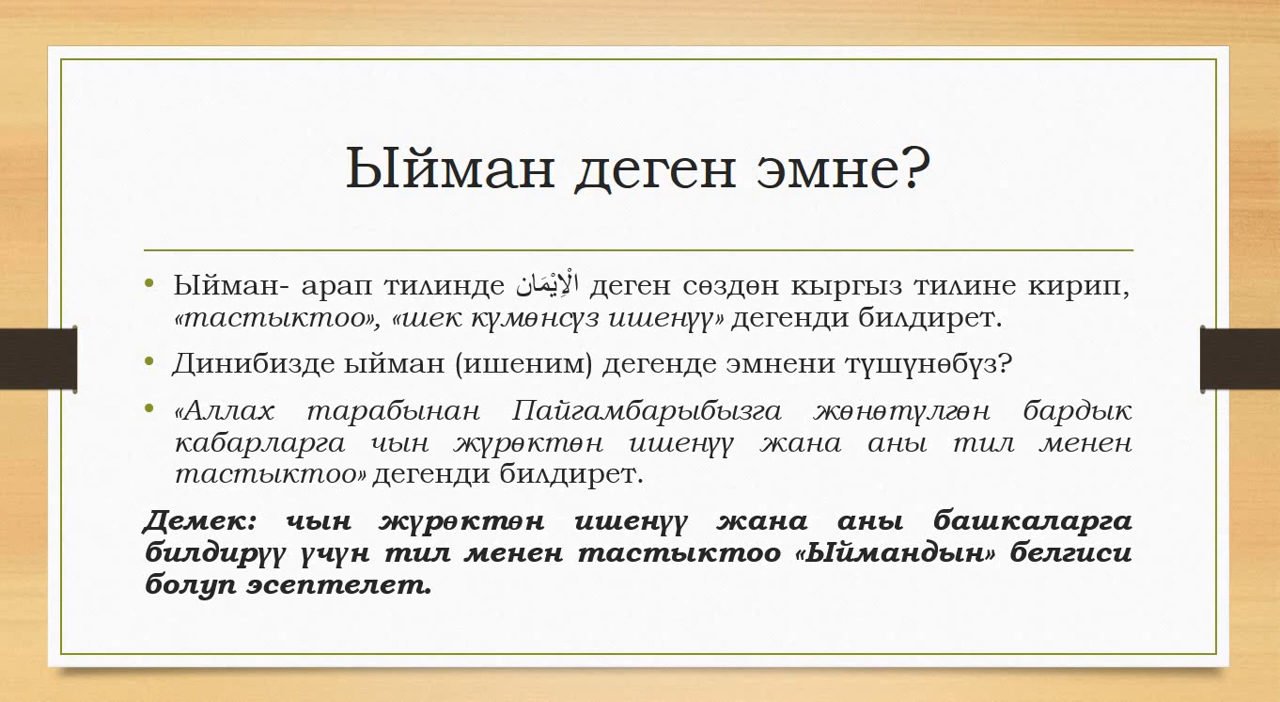 Ыйман деген эмне?
• Ыйман- арап тилинде الْاِيْمَان деген сөздөн кыргыз тилине кирип,
«тастыктоо», «шек күмөнсүз ишенүү» дегенди билдирет.
• Динибизде ыйман (ишеним) дегенде эмнени түшүнөбүз?
• «Аллах тарабынан Пайгамбарыбызга жөнөтүлгөн бардык
кабарларга чын жүрөктөн ишенүү жана аны тил менен
тастыктоо» дегенди билдирет.
Демек: чын жүрөктөн ишенүү жана аны башкаларга
билдирүү үчүн тил менен тастыктоо «Ыймандын» белгиси
болуп эсептелет.